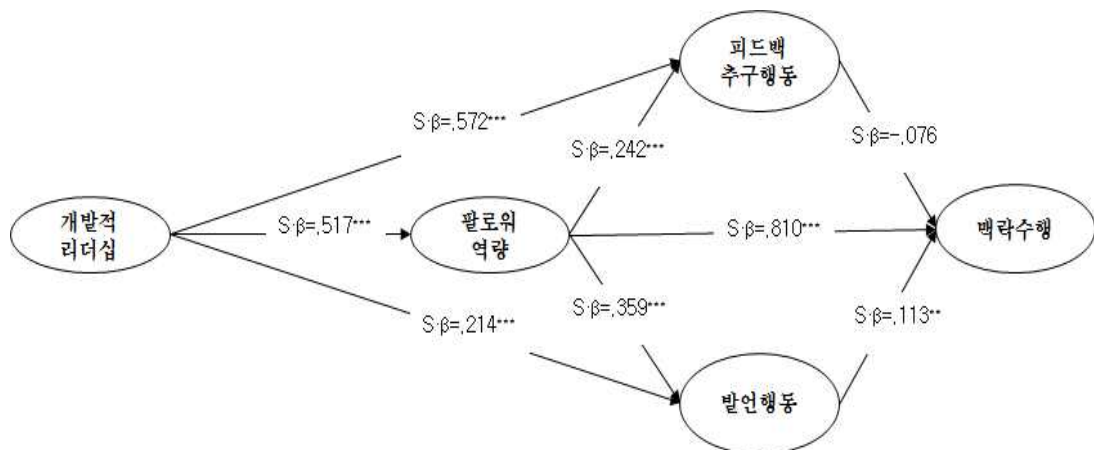 피드백
추구행동
S·β=.572***
S·β=.242***
S·β=-.076
개발적
리더십
S·β=.517***
팔로워
역량
S·β=.810***
맥락수행
S·β=.214***
S·β=.359***
S·β=.113**
발언행동